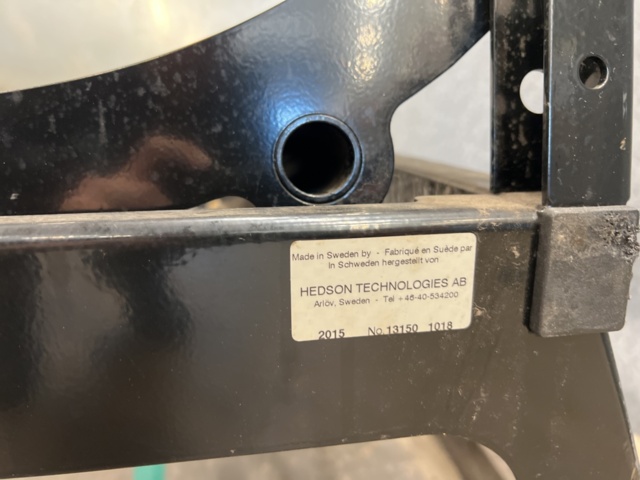 Made in Sweden by - Fabriqué en Suède par
In Schweden hergestellt von
HEDSON TECHNOLOGIES AB
Arlöv, Sweden - Tel +46-40-534200
2015 No. 13150 1018